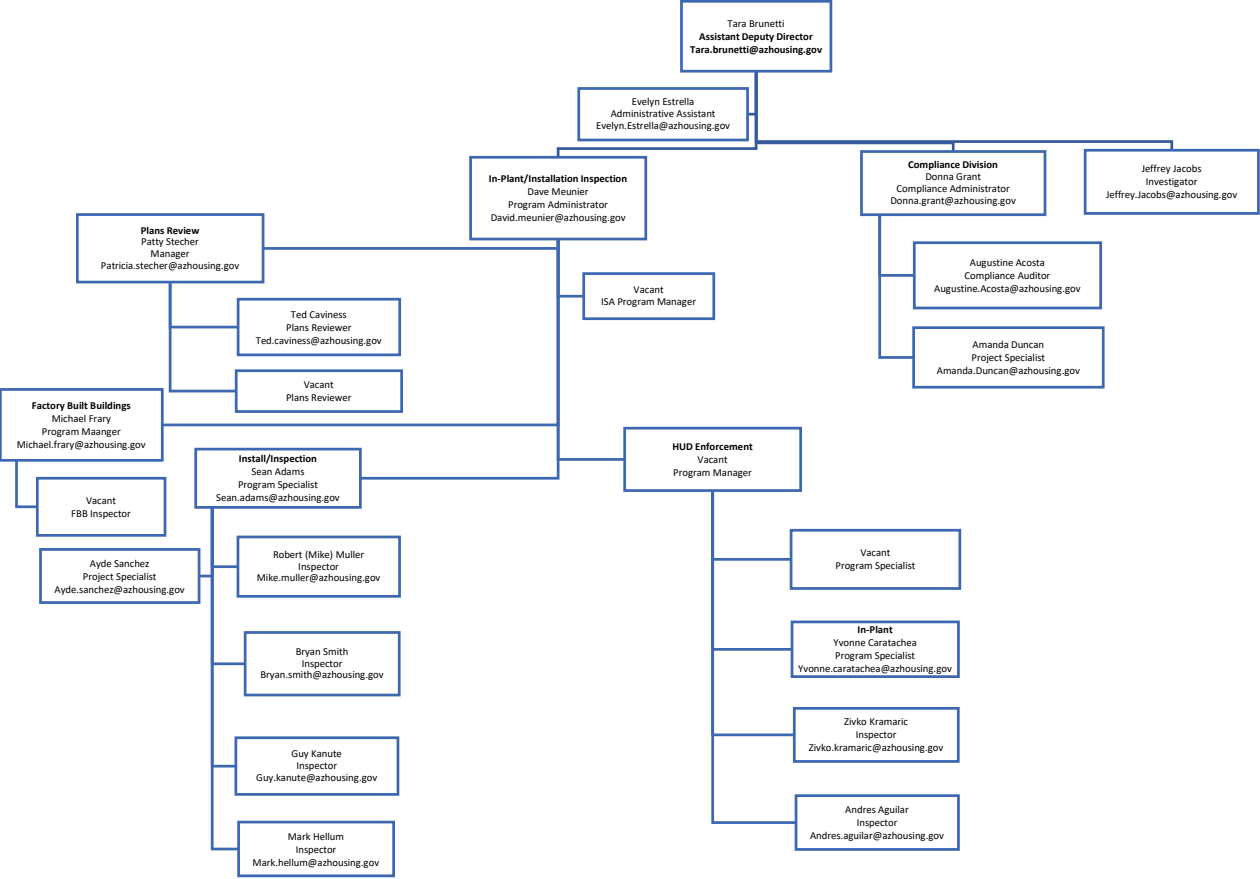 Tara Brunetti
Assistant Deputy Director
Tara.brunetti@azhousing.gov
Evelyn Estrella
Administrative Assistant
Evelyn.Estrella@azhousing.gov
In-Plant/Installation Inspection
Dave Meunier
Program Administrator
David.meunier@azhousing.gov
Compliance Division
Donna Grant
Compliance Administrator
Donna.grant@azhousing.gov
Jeffrey Jacobs
Investigator
Jeffrey.Jacobs@azhousing.gov
Plans Review
Patty Stecher
Manager
Patricia.stecher@azhousing.gov
Augustine Acosta
Compliance Auditor
Augustine.Acosta@azhousing.gov
Vacant
ISA Program Manager
Ted Caviness
Plans Reviewer
Ted.caviness@azhousing.gov
Amanda Duncan
Project Specialist
Amanda.Duncan@azhousing.gov
Vacant
Plans Reviewer
Factory Built Buildings
Michael Frary
Program Maanger
Michael.frary@azhousing.gov
HUD Enforcement
Vacant
Program Manager
Install/Inspection
Sean Adams
Program Specialist
Sean.adams@azhousing.gov
Vacant
FBB Inspector
Ayde Sanchez
Project Specialist
Ayde.sanchez@azhousing.gov
Robert (Mike) Muller
Inspector
Mike.muller@azhousing.gov
Vacant
Program Specialist
Bryan Smith
Inspector
Bryan.smith@azhousing.gov
In-Plant
Yvonne Caratachea
Program Specialist
Yvonne.caratachea@azhousing.gov
Guy Kanute
Inspector
Guy.kanute@azhousing.gov
Zivko Kramaric
Inspector
Zivko.kramaric@azhousing.gov
Mark Hellum
Inspector
Mark.hellum@azhousing.gov
Andres Aguilar
Inspector
Andres.aguilar@azhousing.gov